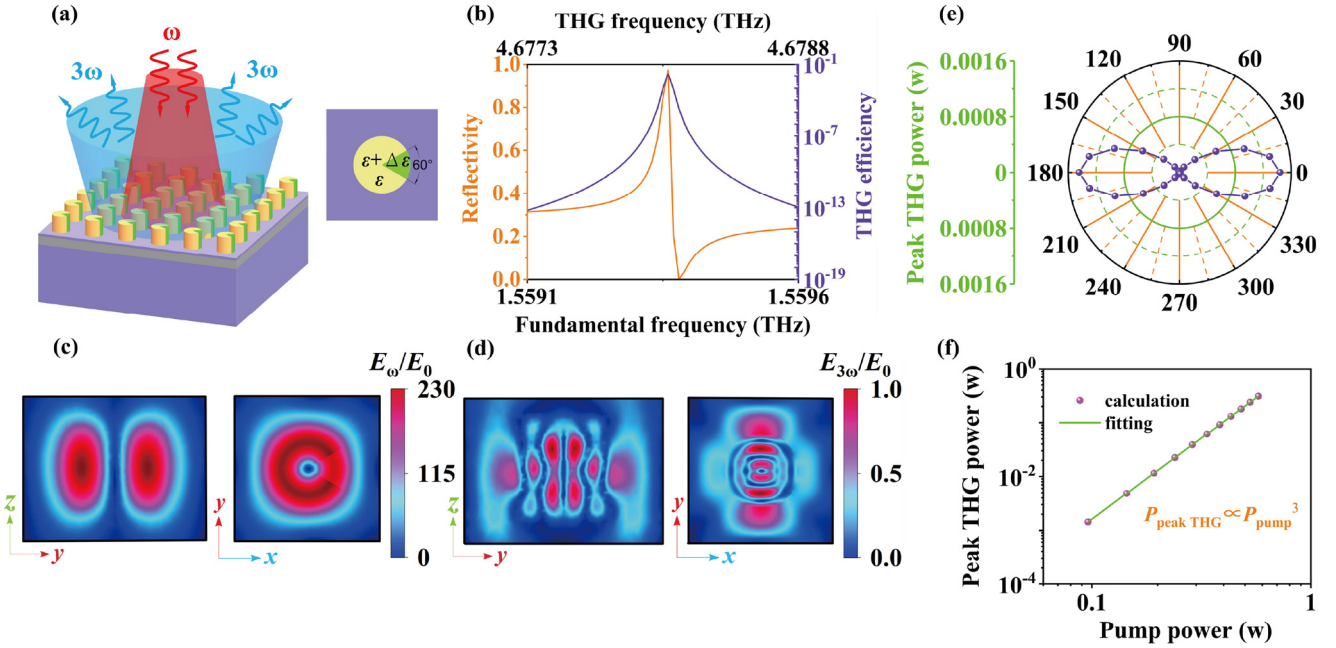 (a)
ω
3ω
3ω
ε+ Δ ε
60°
ε
(b)
THG frequency (THz)
4.6773
4.6788
1.0
0.8
0.6
0.4
0.2
0.0
Reflectivity
10^-1
10^-7
10^-13
10^-19
THG efficiency
1.5591
1.5596
Fundamental frequency (THz)
(e)
Peak THG power (w)
0.0016
0.0008
0
0.0008
0.0016
90
120
60
150
30
180
0
210
330
240
300
270
(c)
E_ω/E_0
230
115
0
z
y
y
x
(d)
E_3ω/E_0
1.0
0.5
0.0
z
y
y
x
(f)
Peak THG power (w)
10^0
10^-2
10^-4
calculation
fitting
P_peak THG∝P_pump^3
0.1
1
Pump power (w)